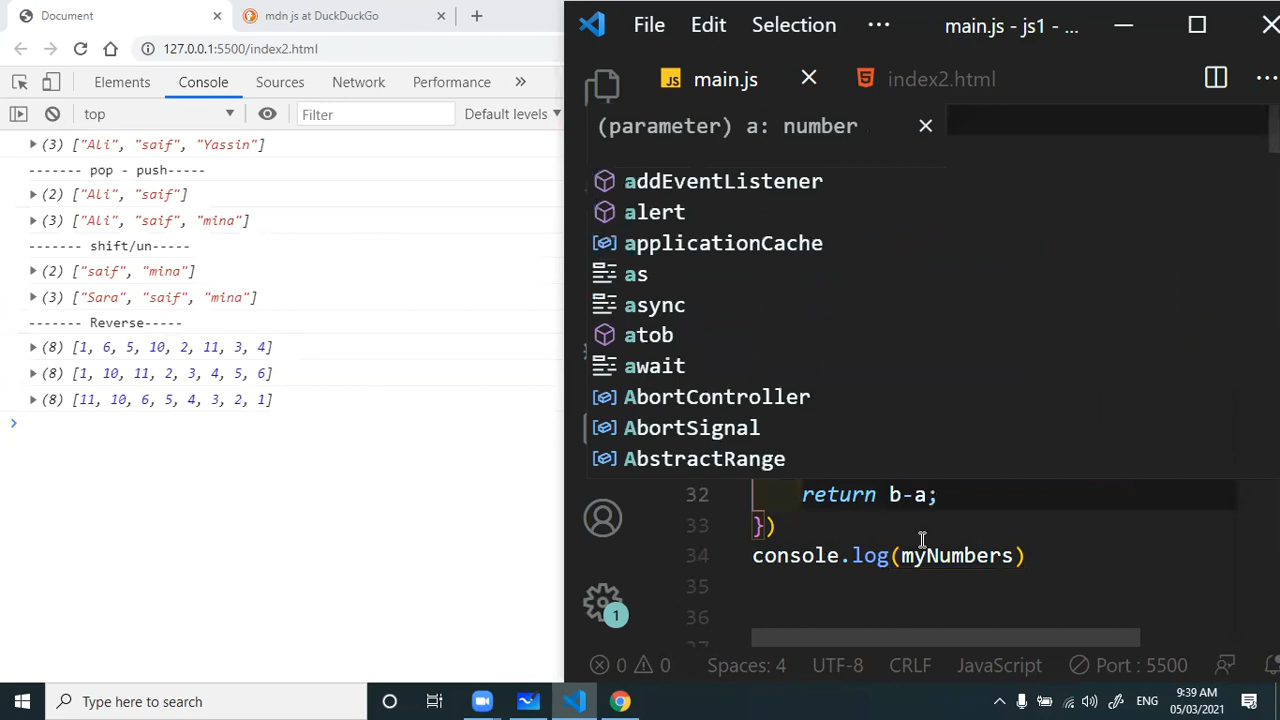 Document
mdn js at DuckDuckGo
127.0.0.1:5500/index2.html
Elements
Console
Sources
Network
Performance
top
Filter
Default levels
(3) ["Ali", "saif", "Yassin"]
------- pop - push-----
(2) ["Ali", "saif"]
(3) ["Ali", "saif", "mina"]
------- shift/un-----
(2) ["saif", "mina"]
(3) ["Sara", "saif", "mina"]
------- Reverse-----
(8) [1, 6, 5, 10, 2, 11, 3, 4]
(8) [1, 10, 11, 2, 3, 4, 5, 6]
(8) [11, 10, 6, 5, 4, 3, 2, 1]
File Edit Selection ··· main.js - js1 - ...
JS main.js
index2.html
(parameter) a: number
addEventListener
alert
applicationCache
as
async
atob
await
AbortController
AbortSignal
AbstractRange
32 return b-a;
33 })
34 console.log(myNumbers)
35
36
1
0 0 Spaces: 4 UTF-8 CRLF JavaScript Port : 5500
Type here to search
ENG
9:39 AM
05/03/2021